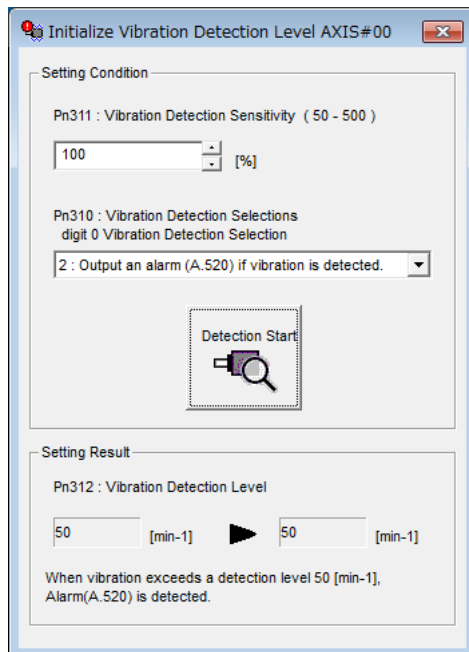 Initialize Vibration Detection Level AXIS#00
Setting Condition
Pn311 : Vibration Detection Sensitivity ( 50 - 500 )
100
[%]
Pn310 : Vibration Detection Selections
digit 0 Vibration Detection Selection
2 : Output an alarm (A.520) if vibration is detected.
Detection Start
Setting Result
Pn312 : Vibration Detection Level
50 [min-1] 50 [min-1]
When vibration exceeds a detection level 50 [min-1],
Alarm(A.520) is detected.